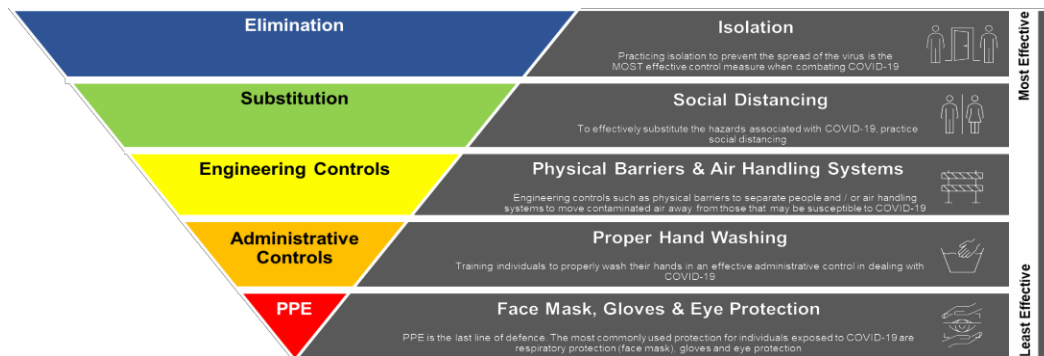 Elimination
Isolation
Practicing isolation to prevent the spread of the virus is the
MOST effective control measure when combating COVID-19
Most Effective
Substitution
Social Distancing
To effectively substitute the hazards associated with COVID-19, practice
social distancing
Engineering Controls
Physical Barriers & Air Handling Systems
Engineering controls such as physical barriers to separate people and / or air handling
systems to move contaminated air away from those that may be susceptible to COVID-19
Administrative
Controls
Proper Hand Washing
Training individuals to properly wash their hands in an effective administrative control in dealing with
COVID-19
PPE
Face Mask, Gloves & Eye Protection
PPE is the last line of defence. The most commonly used protection for individuals exposed to COVID-19 are
respiratory protection (face mask), gloves and eye protection
Least Effective